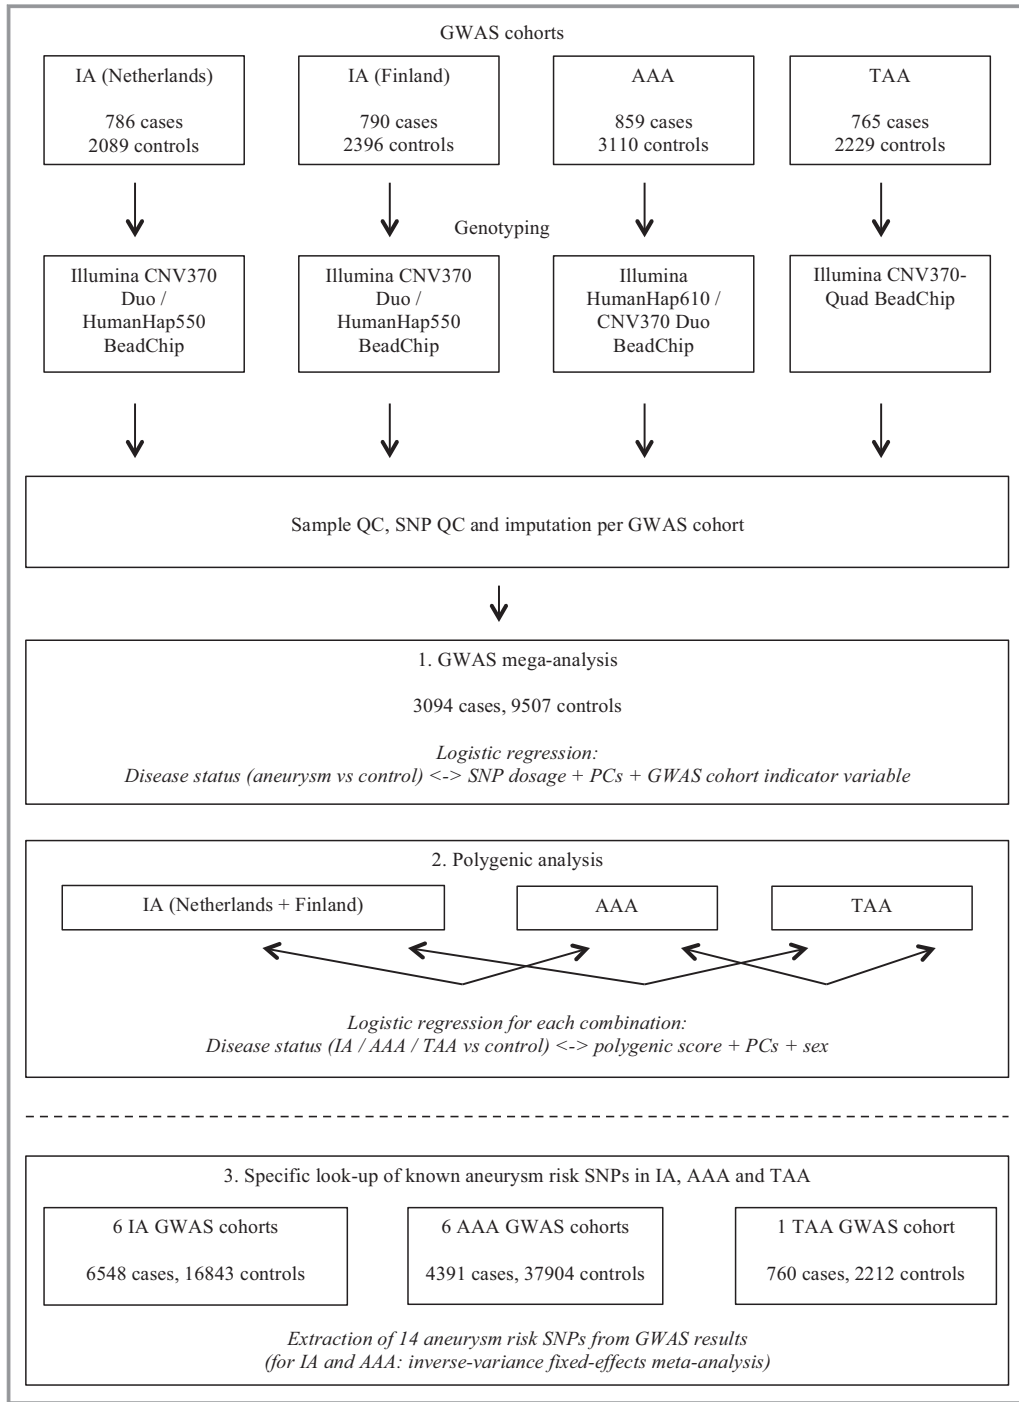 GWAS cohorts
IA (Netherlands)
786 cases
2089 controls
IA (Finland)
790 cases
2396 controls
AAA
859 cases
3110 controls
TAA
765 cases
2229 controls
Genotyping
Illumina CNV370
Duo /
HumanHap550
BeadChip
Illumina CNV370
Duo /
HumanHap550
BeadChip
Illumina
HumanHap610 /
CNV370 Duo
BeadChip
Illumina CNV370-
Quad BeadChip
Sample QC, SNP QC and imputation per GWAS cohort
1. GWAS mega-analysis
3094 cases, 9507 controls
Logistic regression:
Disease status (aneurysm vs control) <-> SNP dosage + PCs + GWAS cohort indicator variable
2. Polygenic analysis
IA (Netherlands + Finland)
AAA
TAA
Logistic regression for each combination:
Disease status (IA / AAA / TAA vs control) <-> polygenic score + PCs + sex
3. Specific look-up of known aneurysm risk SNPs in IA, AAA and TAA
6 IA GWAS cohorts
6548 cases, 16843 controls
6 AAA GWAS cohorts
4391 cases, 37904 controls
1 TAA GWAS cohort
760 cases, 2212 controls
Extraction of 14 aneurysm risk SNPs from GWAS results
(for IA and AAA: inverse-variance fixed-effects meta-analysis)